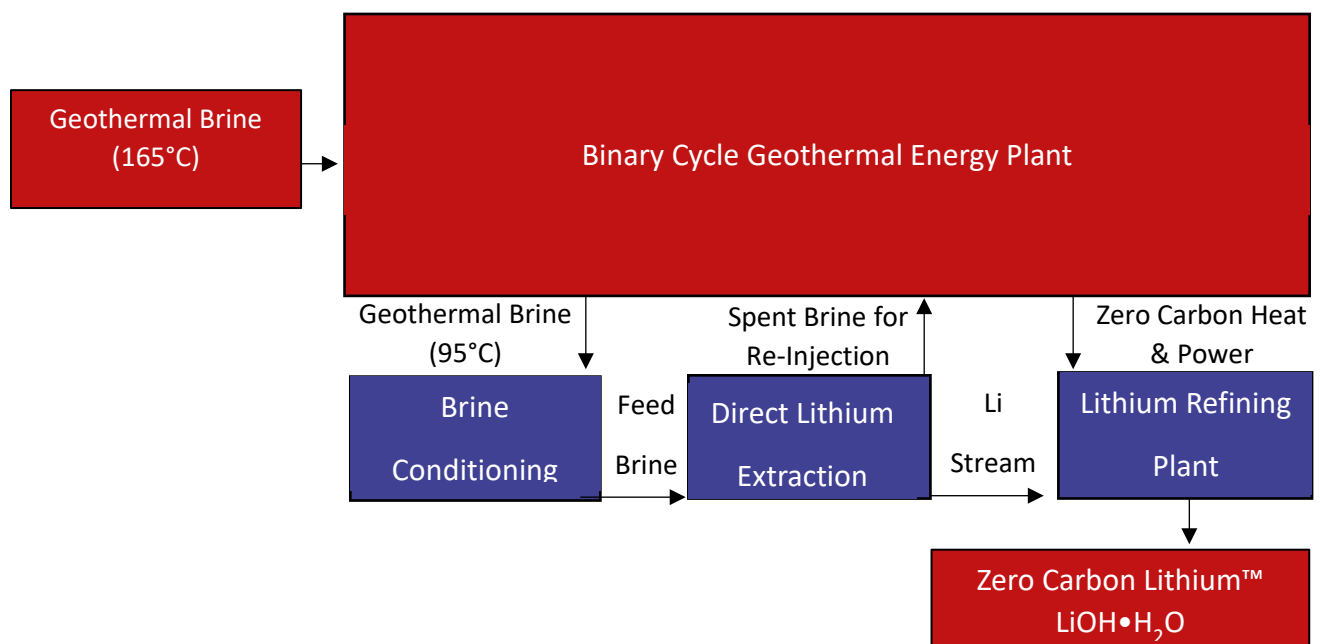 Geothermal Brine
(165°C)
Binary Cycle Geothermal Energy Plant
Geothermal Brine
(95°C)
Spent Brine for
Re-Injection
Zero Carbon Heat
& Power
Brine
Conditioning
Feed
Brine
Direct Lithium
Extraction
Li
Stream
Lithium Refining
Plant
Zero Carbon Lithium™
LiOH•H₂O